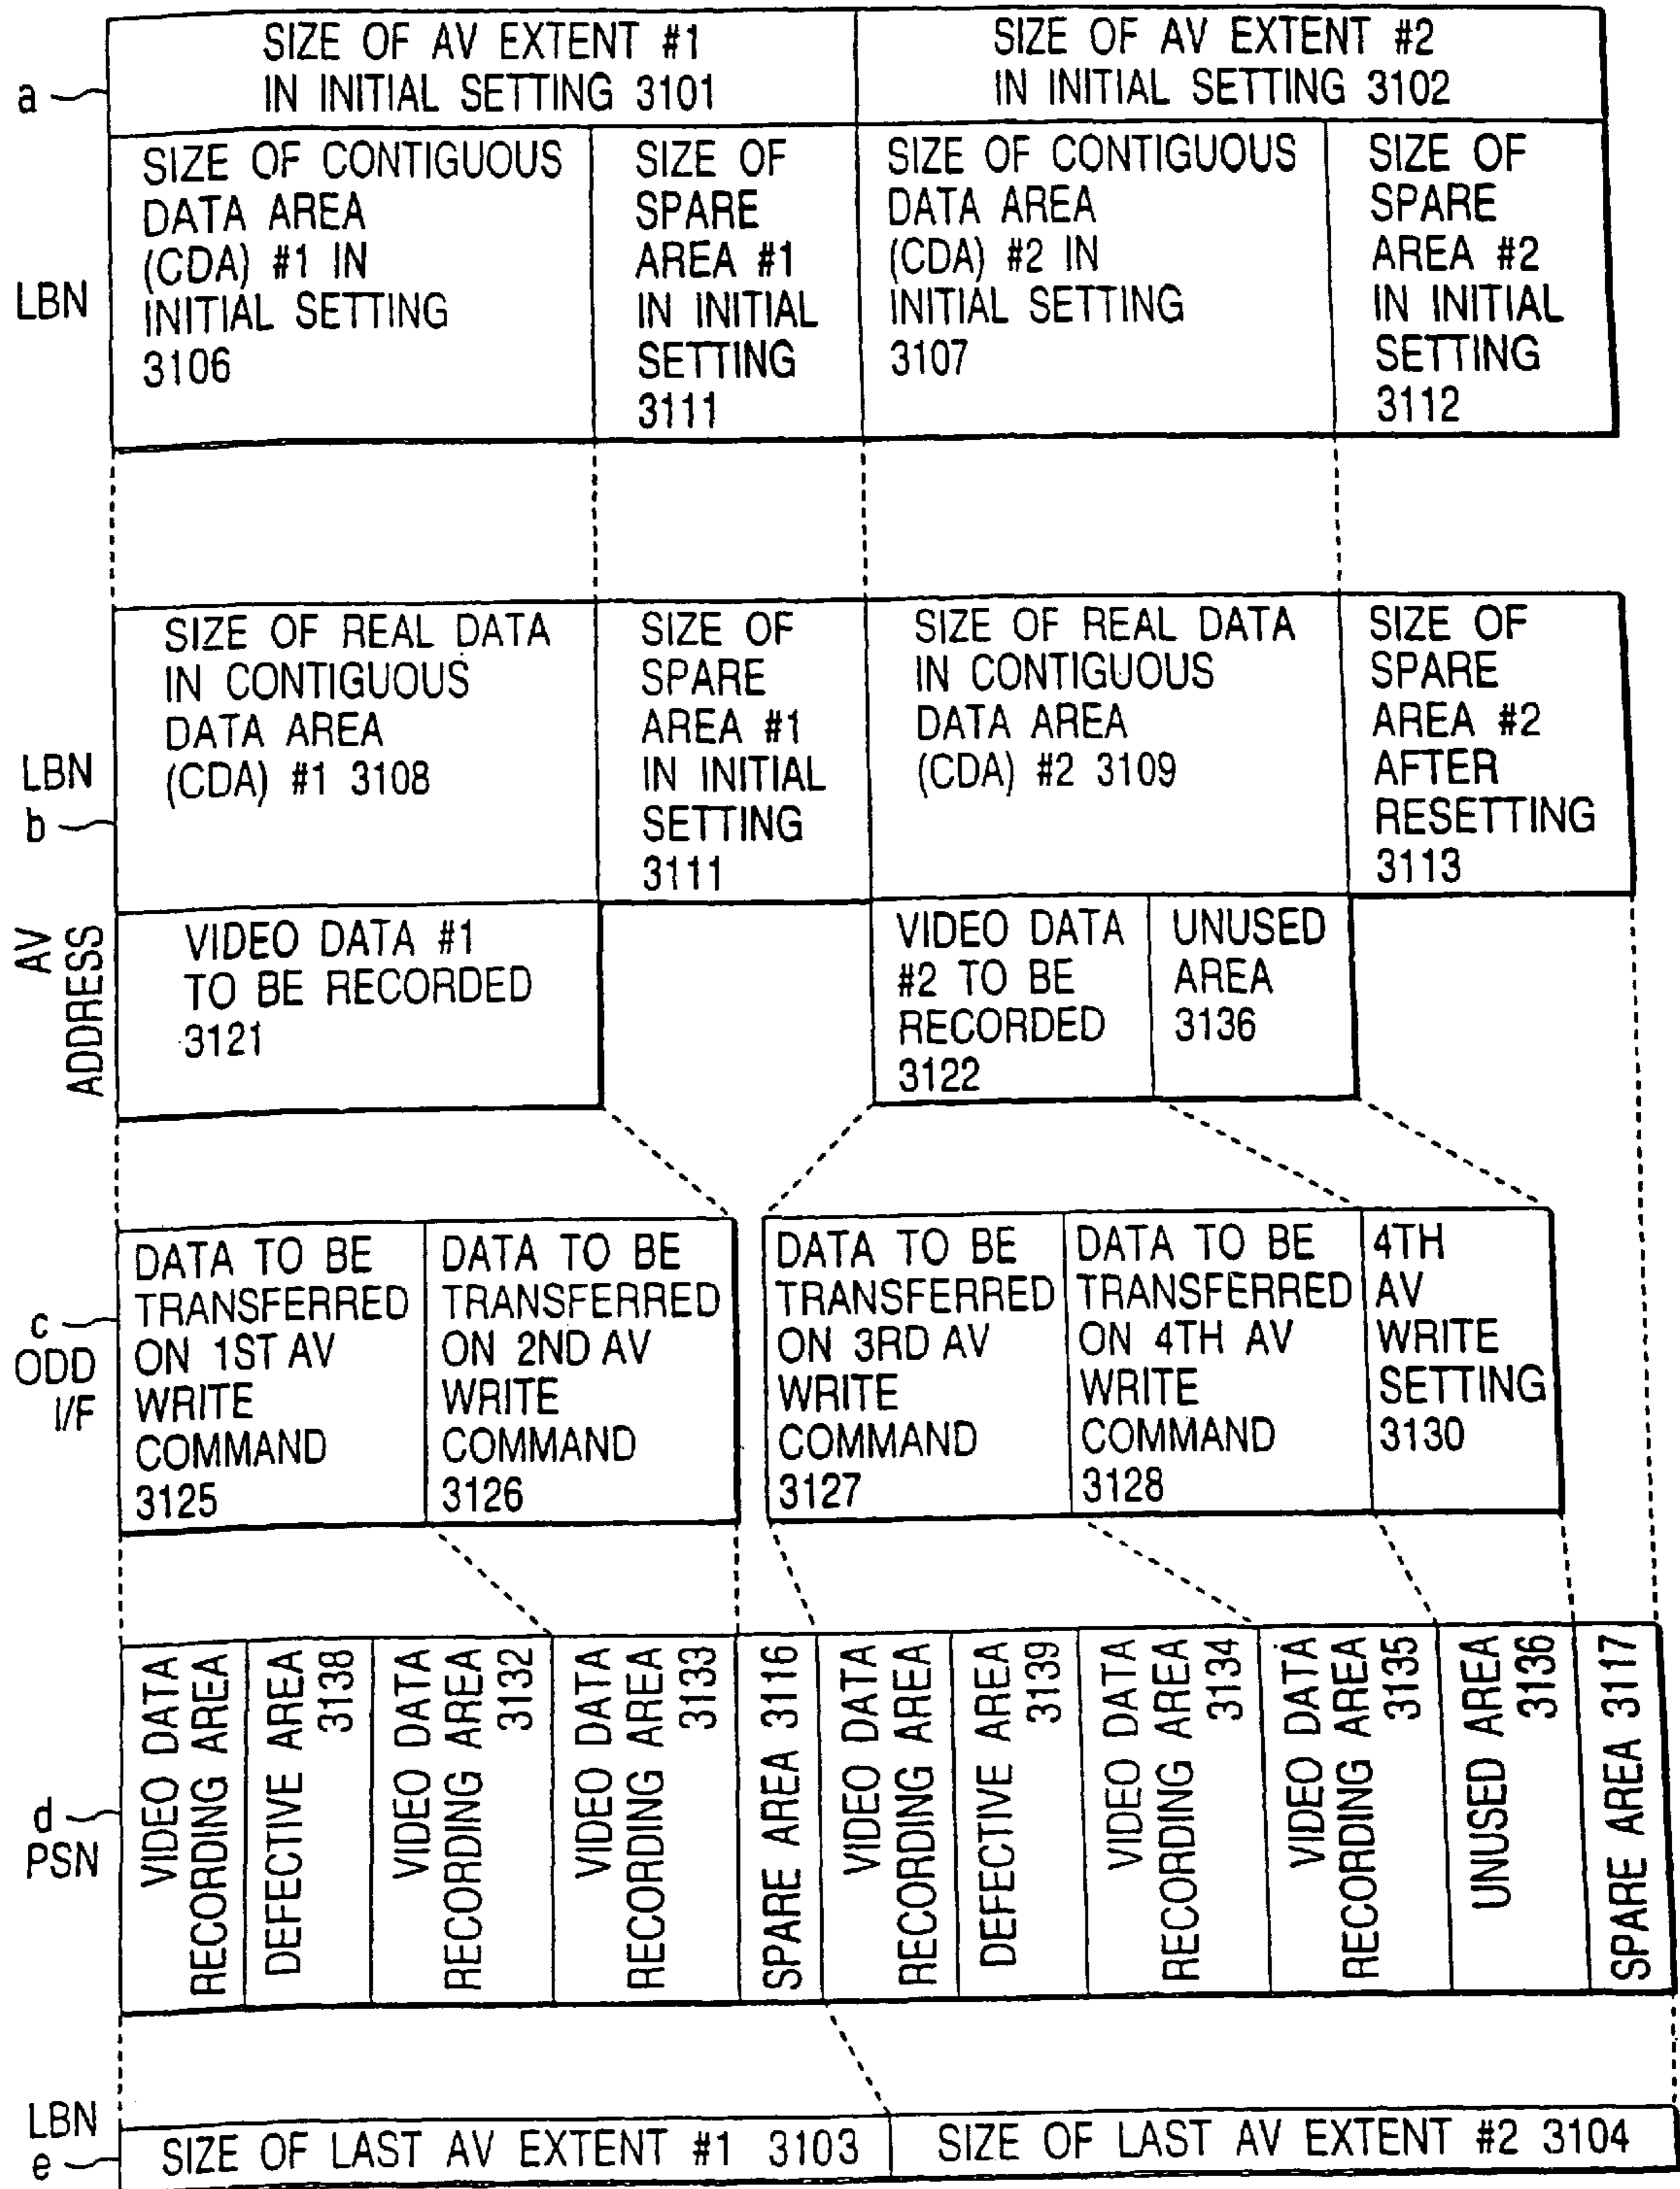 a
SIZE OF AV EXTENT #1
IN INITIAL SETTING 3101
SIZE OF AV EXTENT #2
IN INITIAL SETTING 3102
LBN
SIZE OF CONTIGUOUS
DATA AREA
(CDA) #1 IN
INITIAL SETTING
3106
SIZE OF
SPARE
AREA #1
IN INITIAL
SETTING
3111
SIZE OF CONTIGUOUS
DATA AREA
(CDA) #2 IN
INITIAL SETTING
3107
SIZE OF
SPARE
AREA #2
IN INITIAL
SETTING
3112
LBN
b
SIZE OF REAL DATA
IN CONTIGUOUS
DATA AREA
(CDA) #1 3108
SIZE OF
SPARE
AREA #1
IN INITIAL
SETTING
3111
SIZE OF REAL DATA
IN CONTIGUOUS
DATA AREA
(CDA) #2 3109
SIZE OF
SPARE
AREA #2
AFTER
RESETTING
3113
AV
ADDRESS
VIDEO DATA #1
TO BE RECORDED
3121
VIDEO DATA
#2 TO BE
RECORDED
3122
UNUSED
AREA
3136
c
ODD
I/F
DATA TO BE
TRANSFERRED
ON 1ST AV
WRITE
COMMAND
3125
DATA TO BE
TRANSFERRED
ON 2ND AV
WRITE
COMMAND
3126
DATA TO BE
TRANSFERRED
ON 3RD AV
WRITE
COMMAND
3127
DATA TO BE
TRANSFERRED
ON 4TH AV
WRITE
COMMAND
3128
4TH
AV
WRITE
SETTING
3130
d
PSN
VIDEO DATA
RECORDING AREA
DEFECTIVE AREA
3138
VIDEO DATA
RECORDING AREA
3132
VIDEO DATA
RECORDING AREA
3133
SPARE AREA 3116
VIDEO DATA
RECORDING AREA
DEFECTIVE AREA
3139
VIDEO DATA
RECORDING AREA
3134
VIDEO DATA
RECORDING AREA
3135
UNUSED AREA
3136
SPARE AREA 3117
LBN
e
SIZE OF LAST AV EXTENT #1 3103
SIZE OF LAST AV EXTENT #2 3104